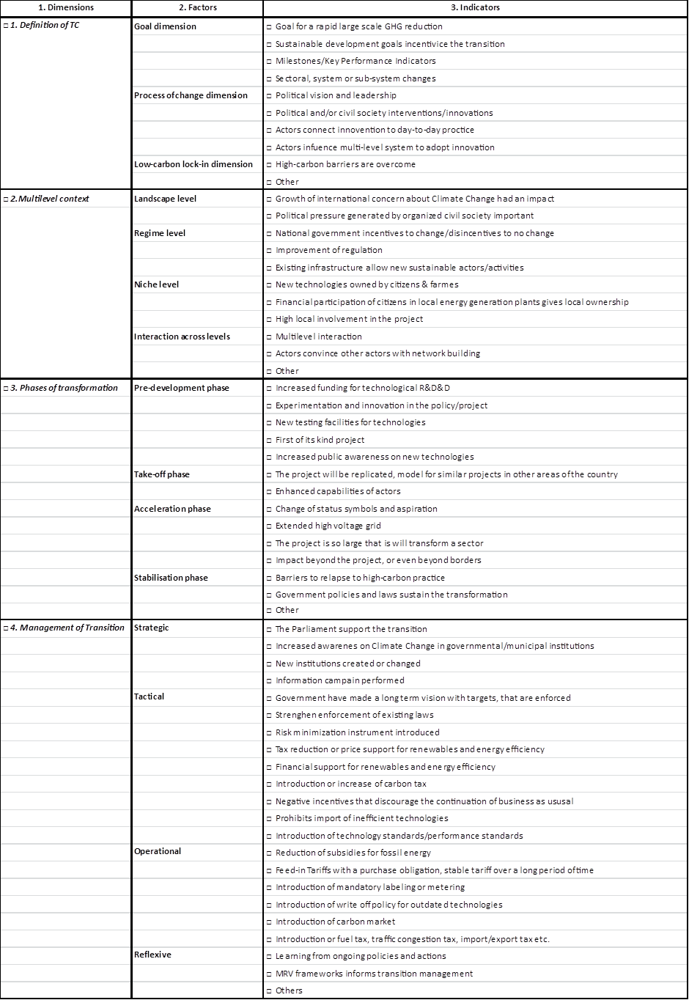 1. Dimensions 2. Factors 3. Indicators
□ 1. Definition of TC Goal dimension □ Goal for a rapid large scale GHG reduction
□ Sustainable development goals incentivice the transition
□ Milestones/Key Performance Indicators
□ Sectoral, system or sub-system changes
Process of change dimension □ Political vision and leadership
□ Political and/or civil society interventions/innovations
□ Actors connect innovention to day-to-day proctice
□ Actors infuence multi-level system to adopt innovation
Low-carbon lock-in dimension □ High-carbon barriers are overcome
□ Other
□ 2. Multilevel context Landscape level □ Growth of international concern about Climate Change had an impact
□ Political pressure generated by organized civil society important
Regime level □ National government incentives to change/disincentives to no change
□ Improvement of regulation
□ Existing infrastructure allow new sustainable actors/activities
Niche level □ New technologies owned by citizens & farmes
□ Financial participation of citizens in local energy generation plants gives local ownership
□ High local involvement in the project
Interaction across levels □ Multilevel interaction
□ Actors convince other actors with network building
□ Other
□ 3. Phases of transformation Pre-development phase □ Increased funding for technological R&D&D
□ Experimentation and innovation in the policy/project
□ New testing facilities for technologies
□ First of its kind project
□ Increased public awareness on new technologies
Take-off phase □ The project will be replicated, model for similar projects in other areas of the country
□ Enhanced capabilities of actors
Acceleration phase □ Change of status symbols and aspiration
□ Extended high voltage grid
□ The project is so large that is will transform a sector
□ Impact beyond the project, or even beyond borders
Stabilisation phase □ Barriers to relapse to high-carbon practice
□ Government policies and laws sustain the transformation
□ Other
□ 4. Management of Transition Strategic □ The Parliament support the transition
□ Increased awarenes on Climate Change in governmental/municipal institutions
□ New institutions created or changed
□ Information campain performed
Tactical □ Government have made a long term vision with targets, that are enforced
□ Strenghen enforcement of existing laws
□ Risk minimization instrument introduced
□ Tax reduction or price support for renewables and energy efficiency
□ Financial support for renewables and energy efficiency
□ Introduction or increase of carbon tax
□ Negative incentives that discourage the continuation of business as ususal
□ Prohibits import of inefficient technologies
□ Introduction of technology standards/performance standards
Operational □ Reduction of subsidies for fossil energy
□ Feed-in Tariffs with a purchase obligation, stable tariff over a long period of time
□ Introduction of mandatory labeling or metering
□ Introduction of write off policy for outdated technologies
□ Introduction of carbon market
□ Introduction or fuel tax, traffic congestion tax, import/export tax etc.
Reflexive □ Learning from ongoing policies and actions
□ MRV frameworks informs transition management
□ Others